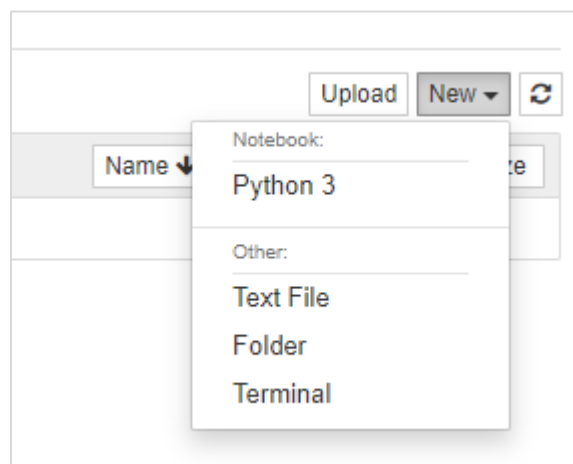 Upload New
Notebook:
Name
Python 3
Other:
Text File
Folder
Terminal